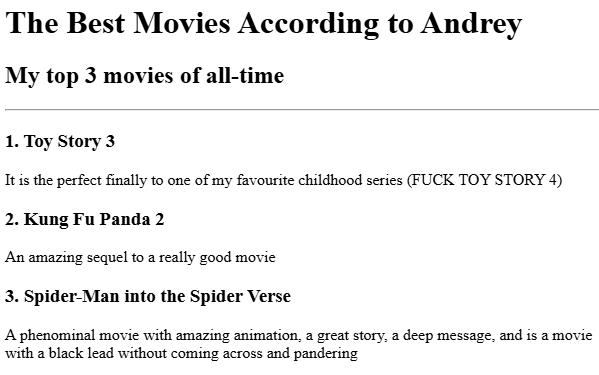 The Best Movies According to Andrey
My top 3 movies of all-time
1. Toy Story 3
It is the perfect finally to one of my favourite childhood series (FUCK TOY STORY 4)
2. Kung Fu Panda 2
An amazing sequel to a really good movie
3. Spider-Man into the Spider Verse
A phenominal movie with amazing animation, a great story, a deep message, and is a movie
with a black lead without coming across and pandering